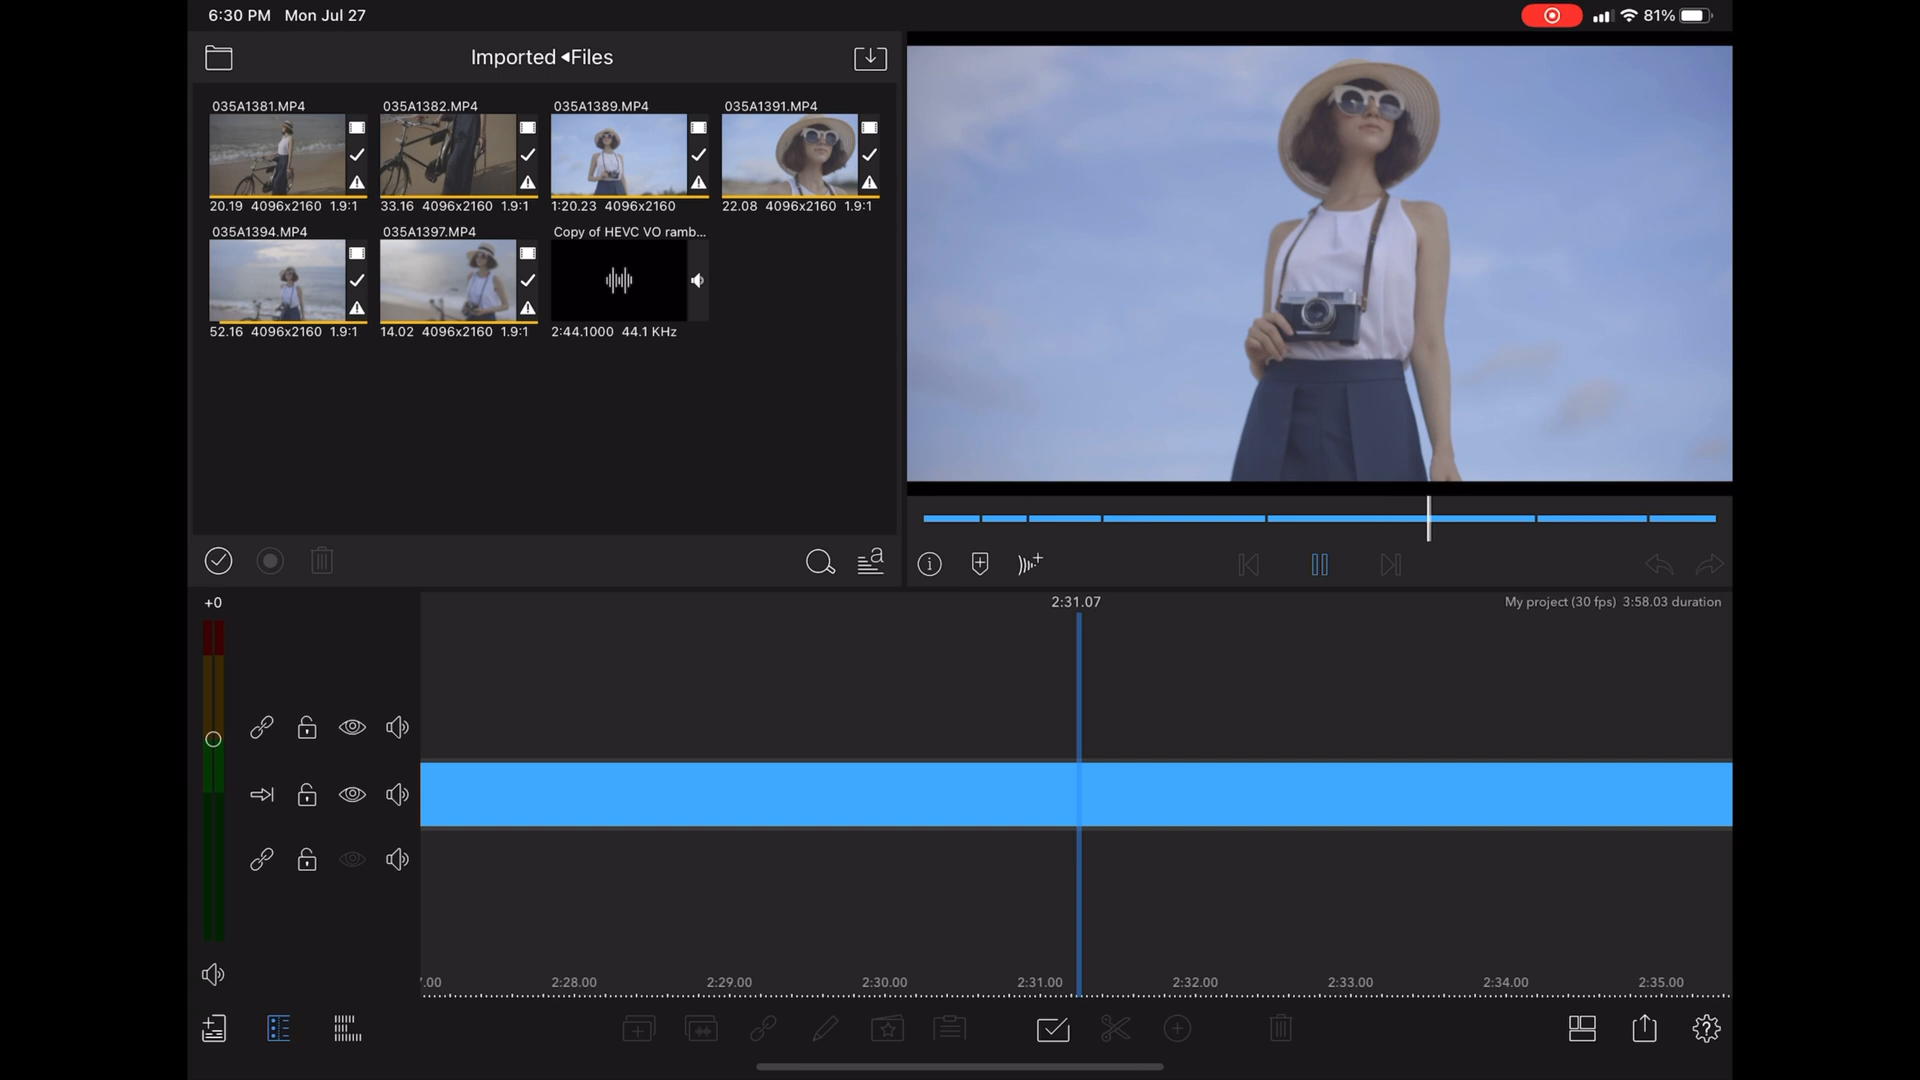 6:30 PM Mon Jul 27
81%
Imported ◂Files
035A1381.MP4
20.19 4096x2160 1.9:1
035A1382.MP4
33.16 4096x2160 1.9:1
035A1389.MP4
1:20.23 4096x2160
035A1391.MP4
22.08 4096x2160 1.9:1
035A1394.MP4
52.16 4096x2160 1.9:1
035A1397.MP4
14.02 4096x2160 1.9:1
Copy of HEVC VO ramb...
2:44.1000 44.1 KHz
+0
2:31.07
My project (30 fps) 3:58.03 duration
7.00 2:28.00 2:29.00 2:30.00 2:31.00 2:32.00 2:33.00 2:34.00 2:35.00